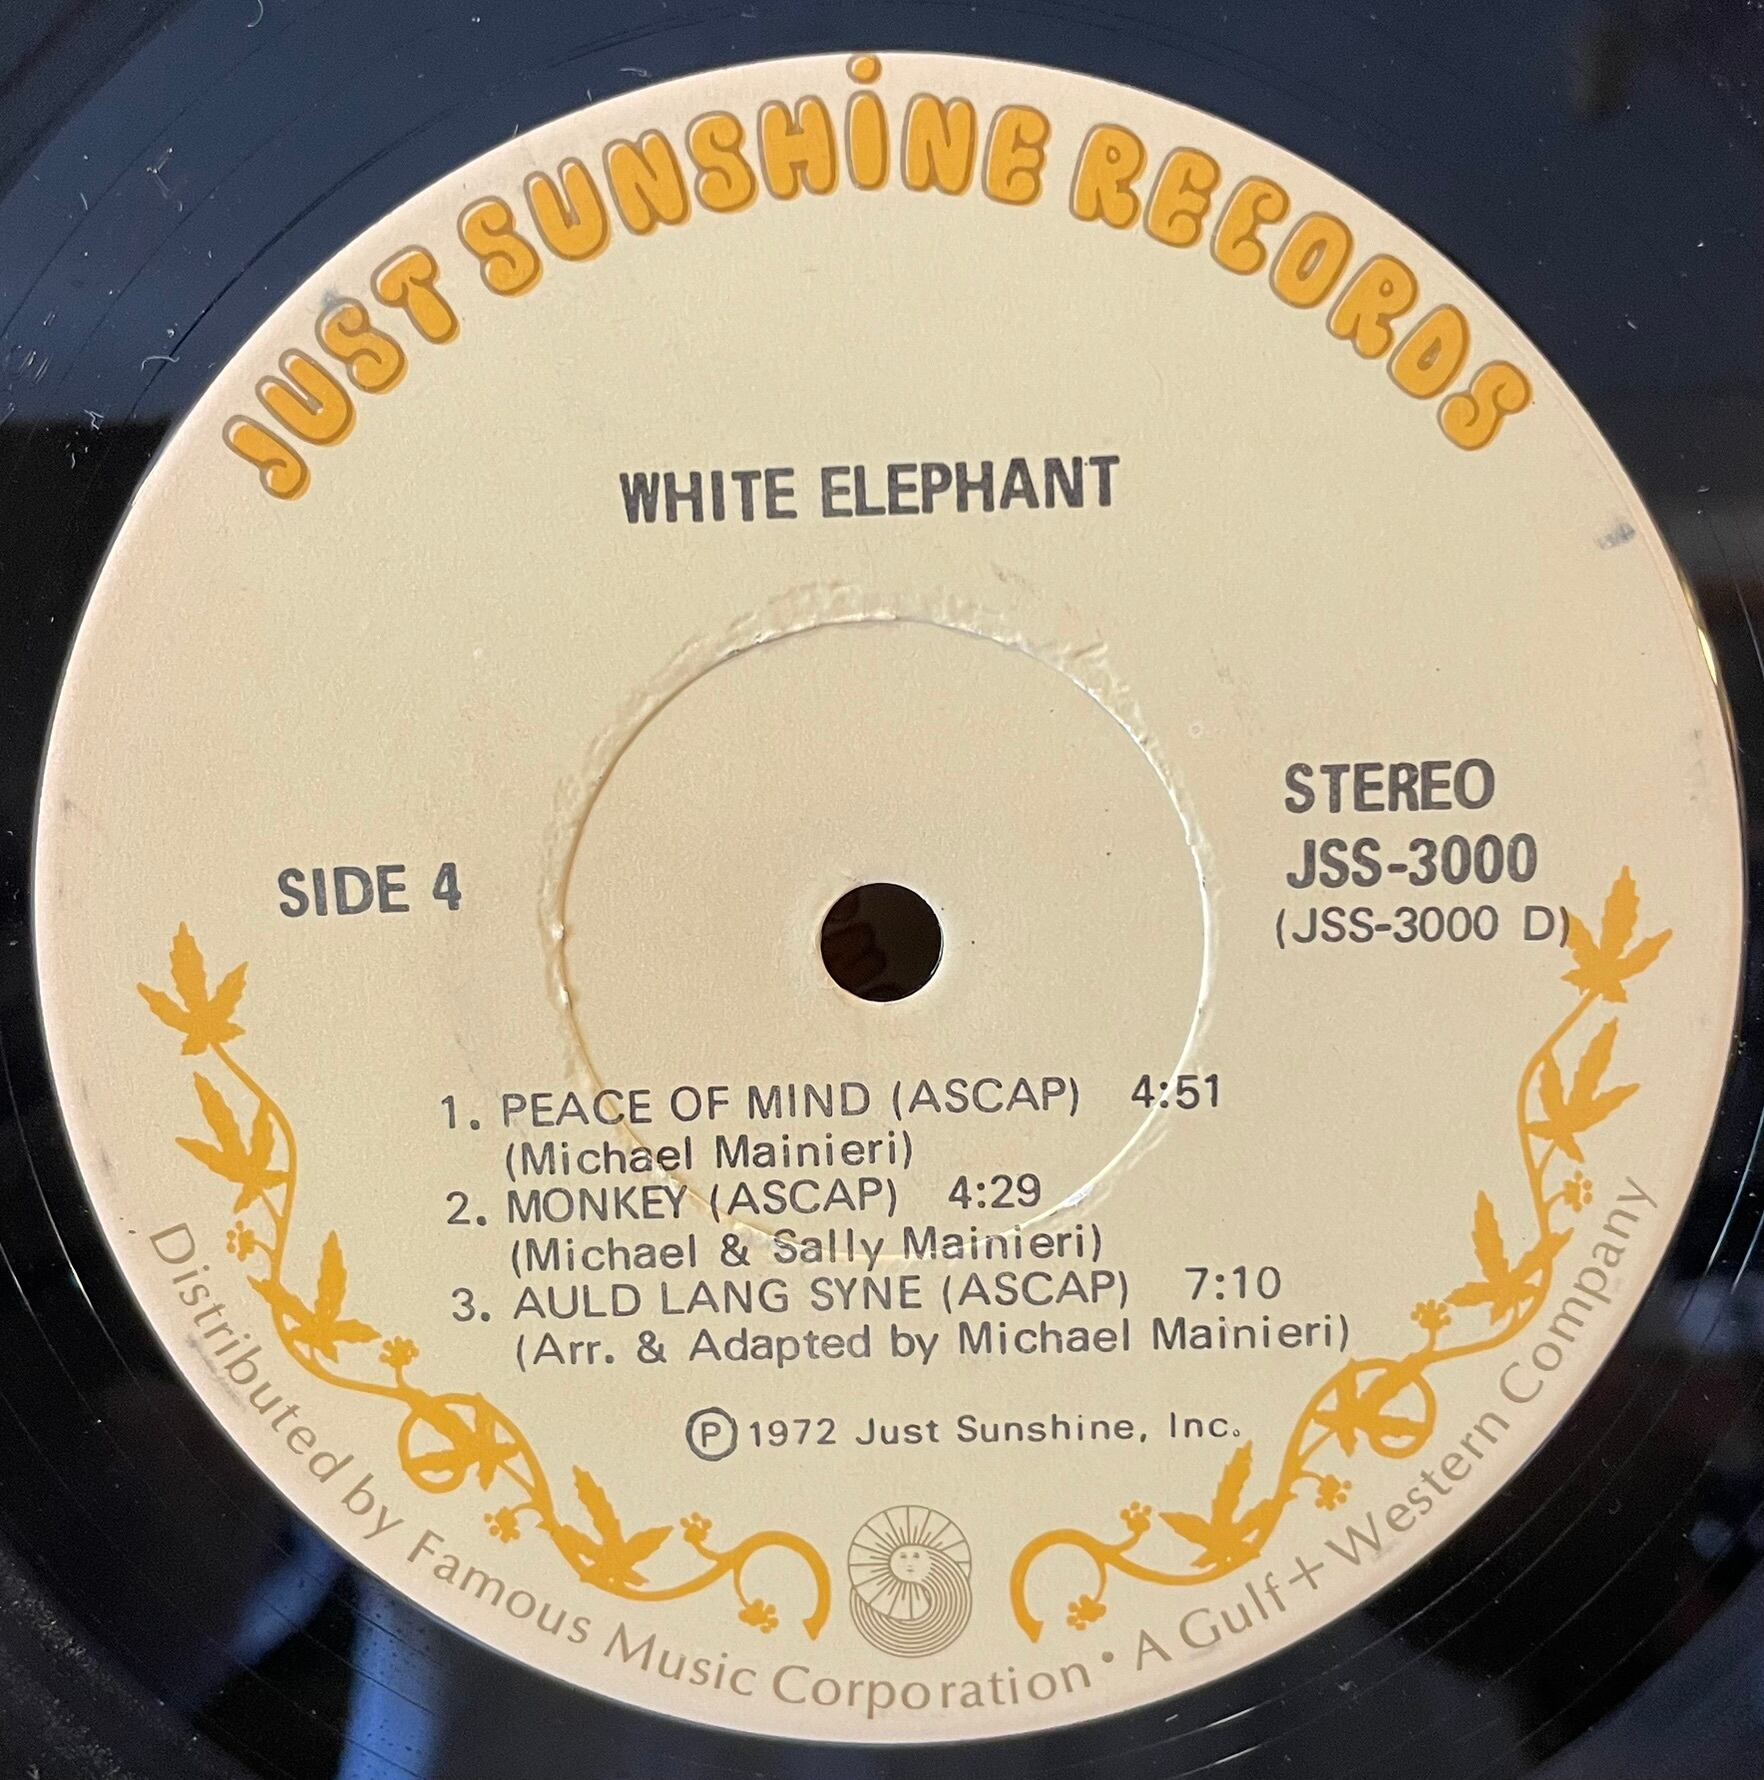 JUST SUNSHiNE RECORDS
WHITE ELEPHANT
STEREO
JSS-3000
(JSS-3000 D)
SIDE 4
1. PEACE OF MIND (ASCAP) 4:51
(Michael Mainieri)
2. MONKEY (ASCAP) 4:29
(Michael & Sally Mainieri)
3. AULD LANG SYNE (ASCAP) 7:10
(Arr. & Adapted by Michael Mainieri)
Ⓟ 1972 Just Sunshine, Inc.
Distributed by Famous Music Corporation • A Gulf + Western Company